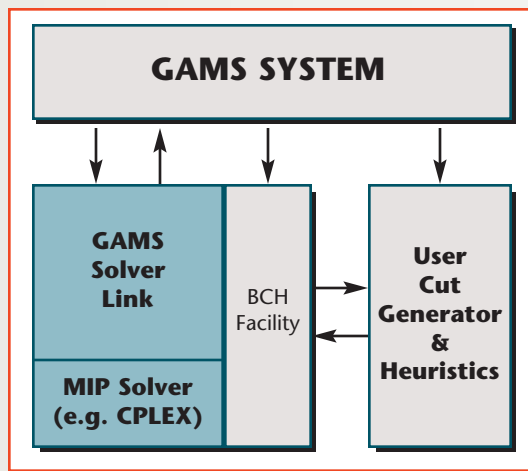 GAMS SYSTEM
GAMS
Solver
Link
MIP Solver
(e.g. CPLEX)
BCH
Facility
User
Cut
Generator
&
Heuristics